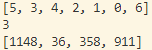 [5, 3, 4, 2, 1, 0, 6]
3
[1148, 36, 358, 911]